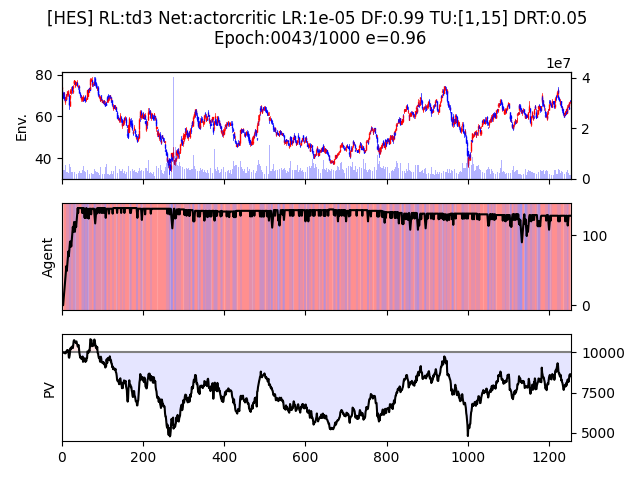 [HES] RL:td3 Net:actorcritic LR:1e-05 DF:0.99 TU:[1,15] DRT:0.05
Epoch:0043/1000 e=0.96
1e7
80
60
40
Env.
4
2
0
Agent
100
0
PV
10000
7500
5000
0 200 400 600 800 1000 1200